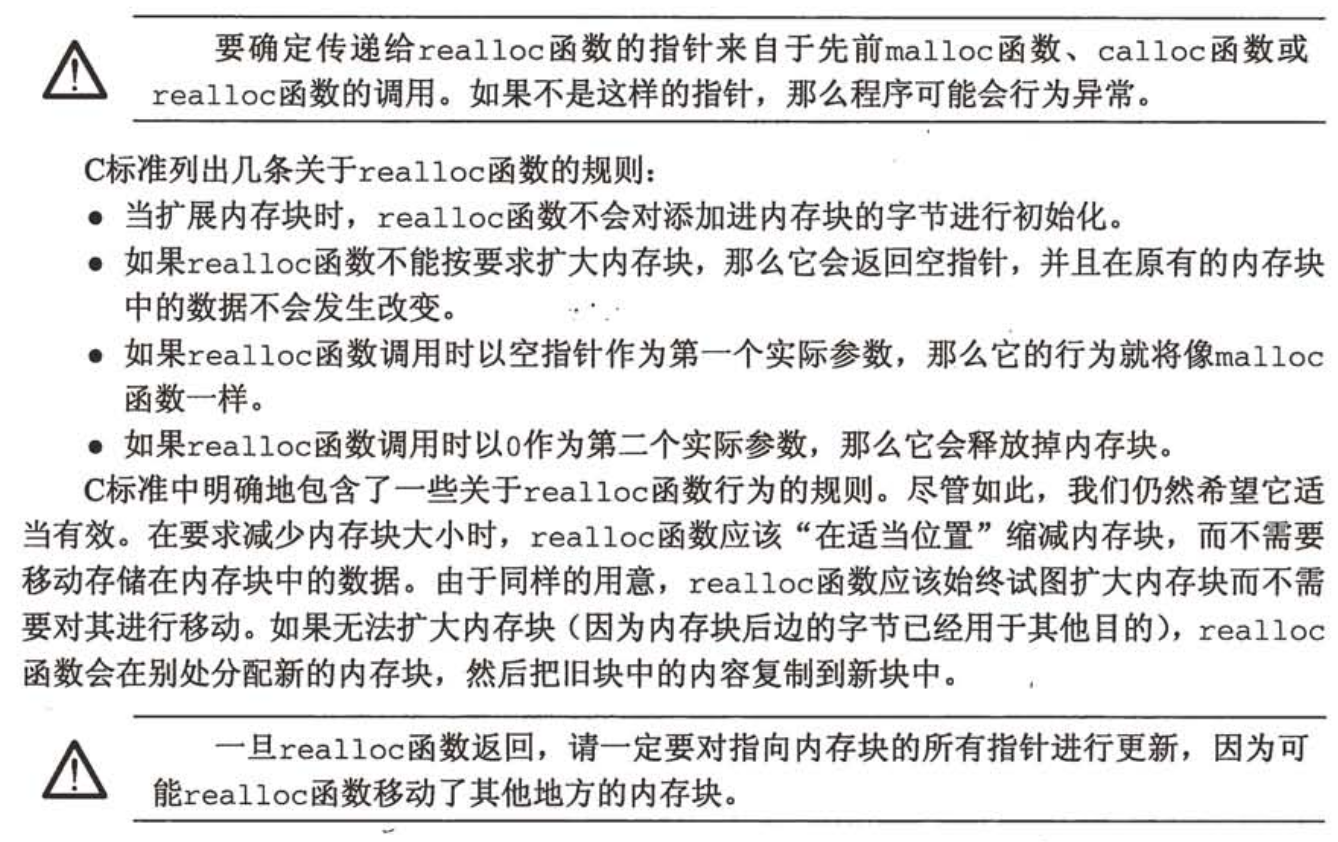 要确定传递给realloc函数的指针来自于先前malloc函数、calloc函数或
realloc函数的调用。如果不是这样的指针，那么程序可能会行为异常。
C标准列出几条关于realloc函数的规则：
● 当扩展内存块时，realloc函数不会对添加进内存块的字节进行初始化。
● 如果realloc函数不能按要求扩大内存块，那么它会返回空指针，并且在原有的内存块
中的数据不会发生改变。
● 如果realloc函数调用时以空指针作为第一个实际参数，那么它的行为就将像malloc
函数一样。
● 如果realloc函数调用时以0作为第二个实际参数，那么它会释放掉内存块。
C标准中明确地包含了一些关于realloc函数行为的规则。尽管如此，我们仍然希望它适
当有效。在要求减少内存块大小时，realloc函数应该“在适当位置”缩减内存块，而不需要
移动存储在内存块中的数据。由于同样的用意，realloc函数应该始终试图扩大内存块而不需
要对其进行移动。如果无法扩大内存块（因为内存块后边的字节已经用于其他目的），realloc
函数会在别处分配新的内存块，然后把旧块中的内容复制到新块中。
一旦realloc函数返回，请一定要对指向内存块的所有指针进行更新，因为可
能realloc函数移动了其他地方的内存块。